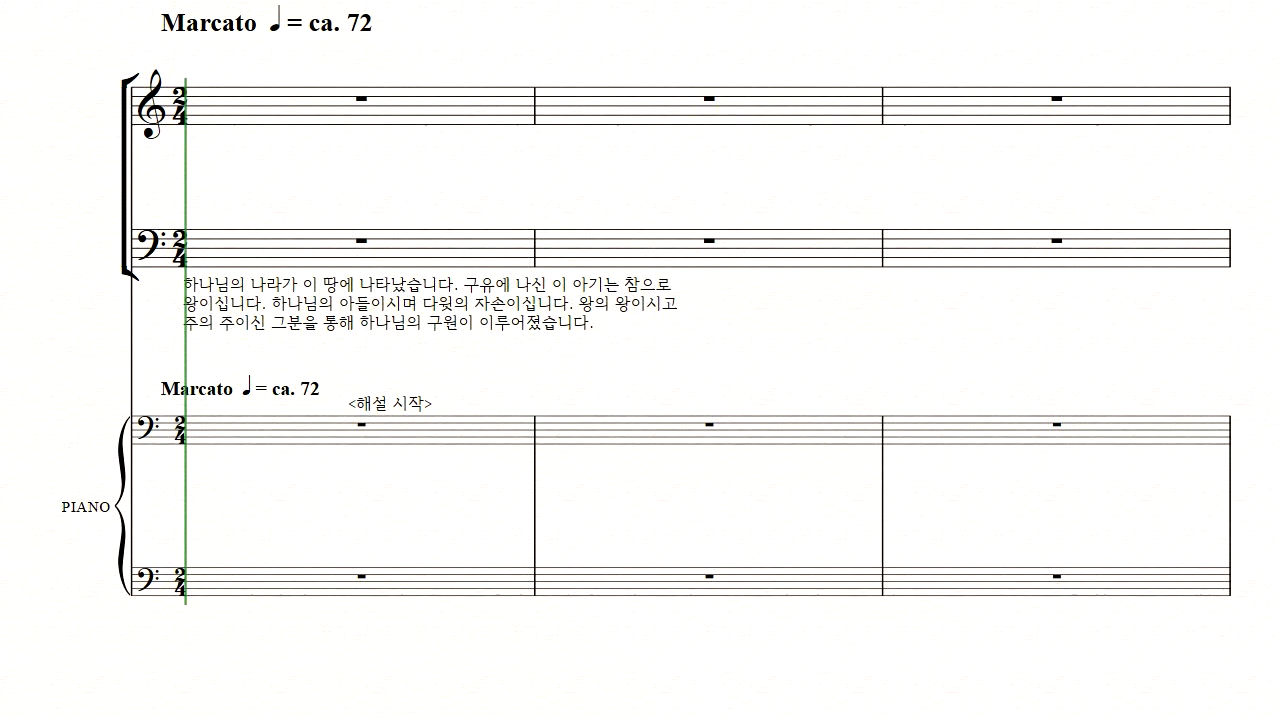 Marcato ♩= ca. 72
하나님의 나라가 이 땅에 나타났습니다. 구유에 나신 이 아기는 참으로
왕이십니다. 하나님의 아들이시며 다윗의 자손이십니다. 왕의 왕이시고
주의 주이신 그분을 통해 하나님의 구원이 이루어졌습니다.
Marcato ♩= ca. 72
<해설 시작>
PIANO